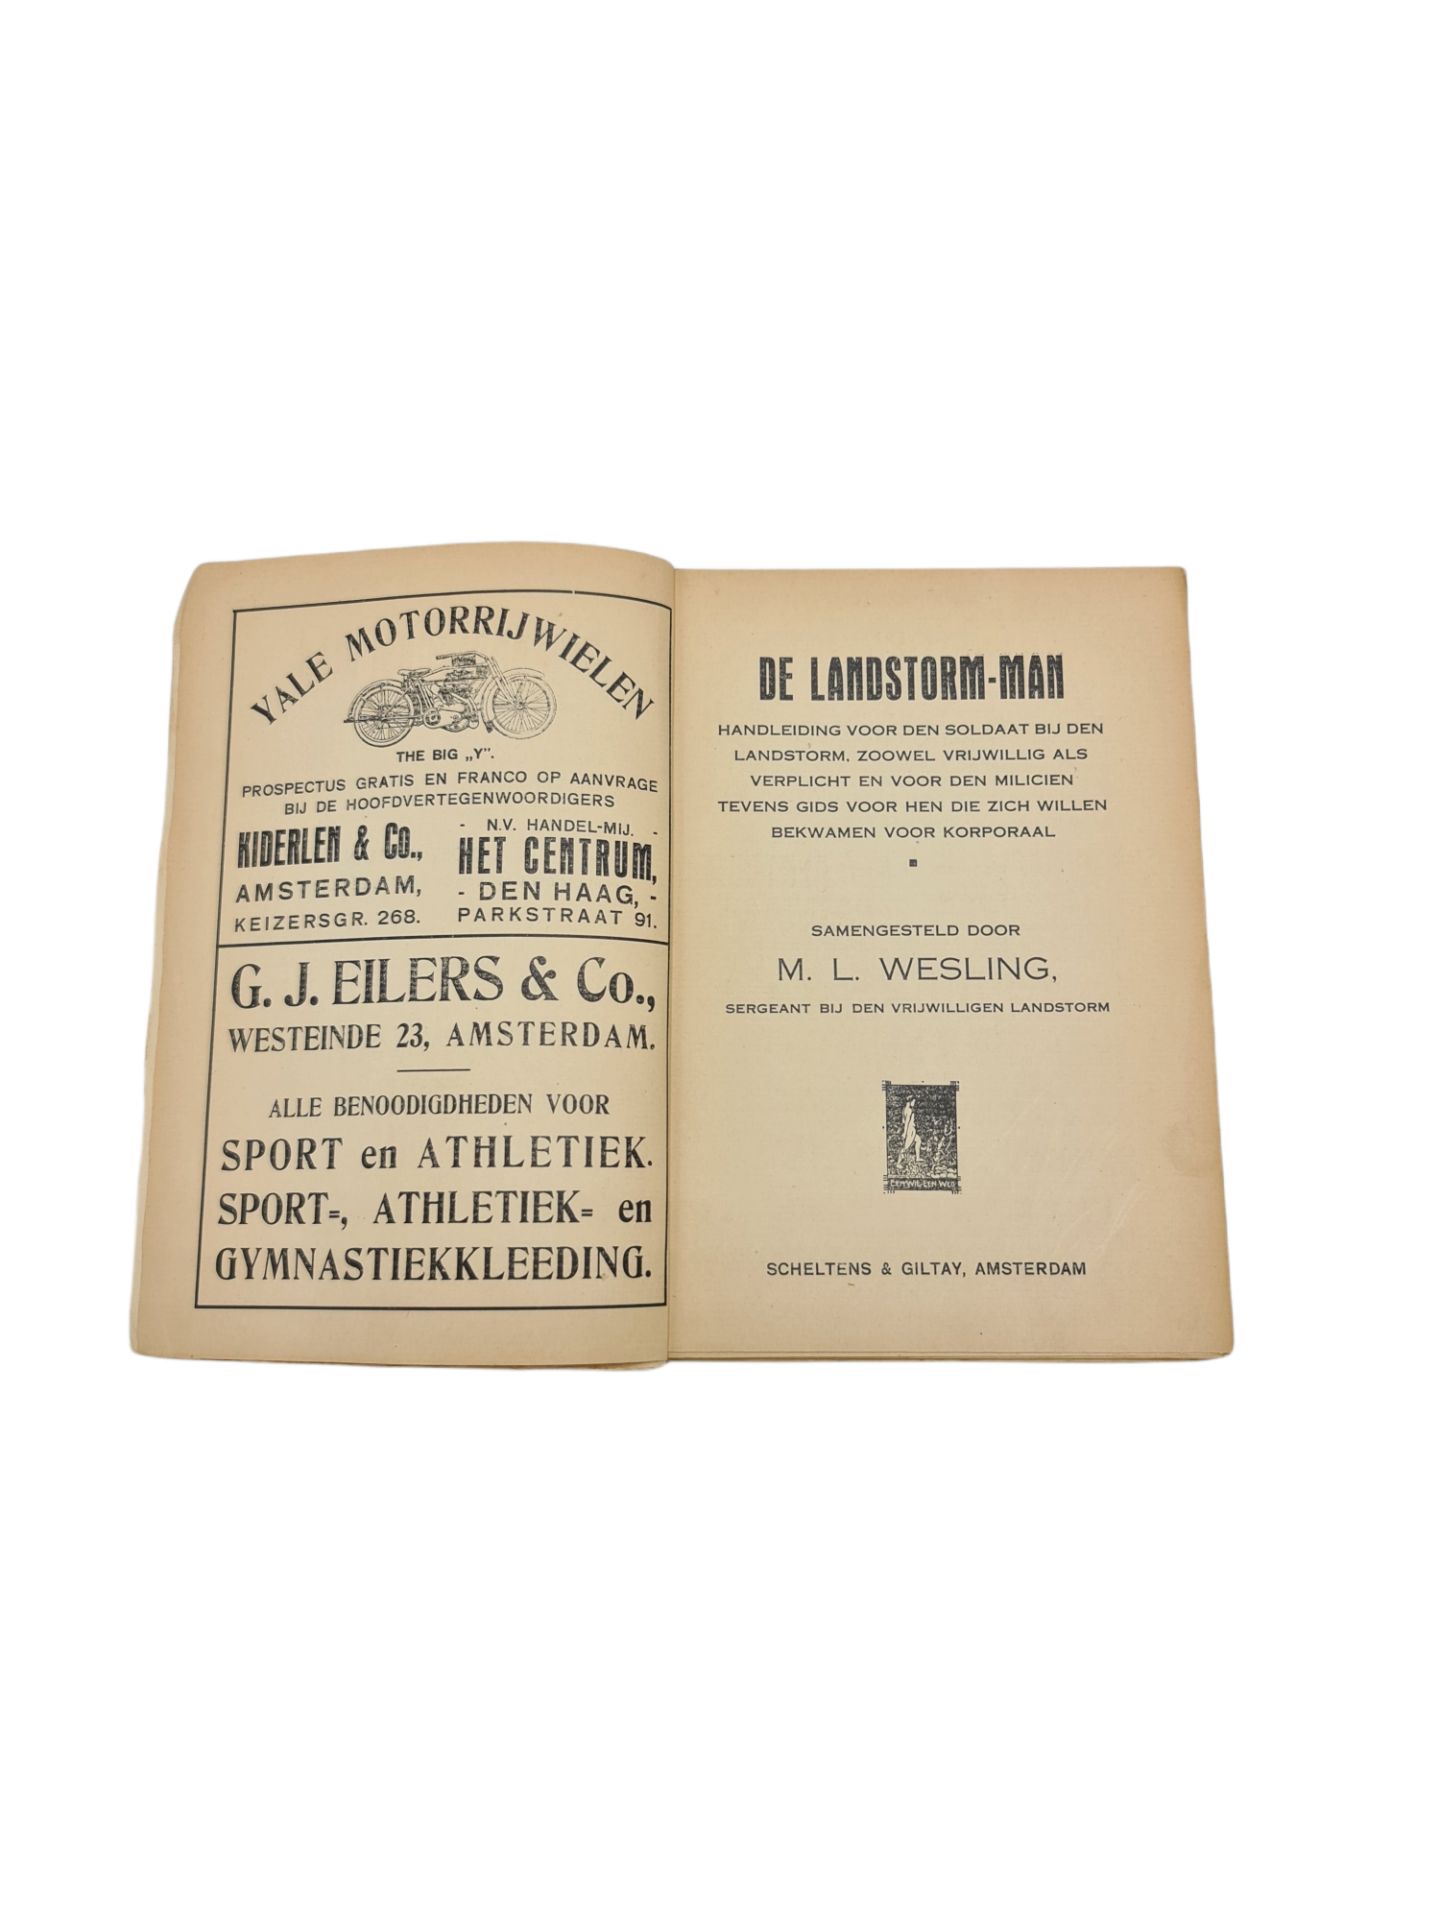 YALE MOTORRIJWIELEN
THE BIG „Y”.
PROSPECTUS GRATIS EN FRANCO OP AANVRAGE
BIJ DE HOOFDVERTEGENWOORDIGERS
KIDERLEN & Co.,
AMSTERDAM,
KEIZERSGR. 268.
- N.V. HANDEL-MIJ. -
HET CENTRUM,
- DEN HAAG, -
PARKSTRAAT 91.
G. J. EILERS & Co.,
WESTEINDE 23, AMSTERDAM.
ALLE BENOODIGDHEDEN VOOR
SPORT en ATHLETIEK.
SPORT=, ATHLETIEK= en
GYMNASTIEKKLEEDING.
DE LANDSTORM-MAN
HANDLEIDING VOOR DEN SOLDAAT BIJ DEN
LANDSTORM, ZOOWEL VRIJWILLIG ALS
VERPLICHT EN VOOR DEN MILICIEN
TEVENS GIDS VOOR HEN DIE ZICH WILLEN
BEKWAMEN VOOR KORPORAAL
SAMENGESTELD DOOR
M. L. WESLING,
SERGEANT BIJ DEN VRIJWILLIGEN LANDSTORM
EEN WIL EEN WEG
SCHELTENS & GILTAY, AMSTERDAM